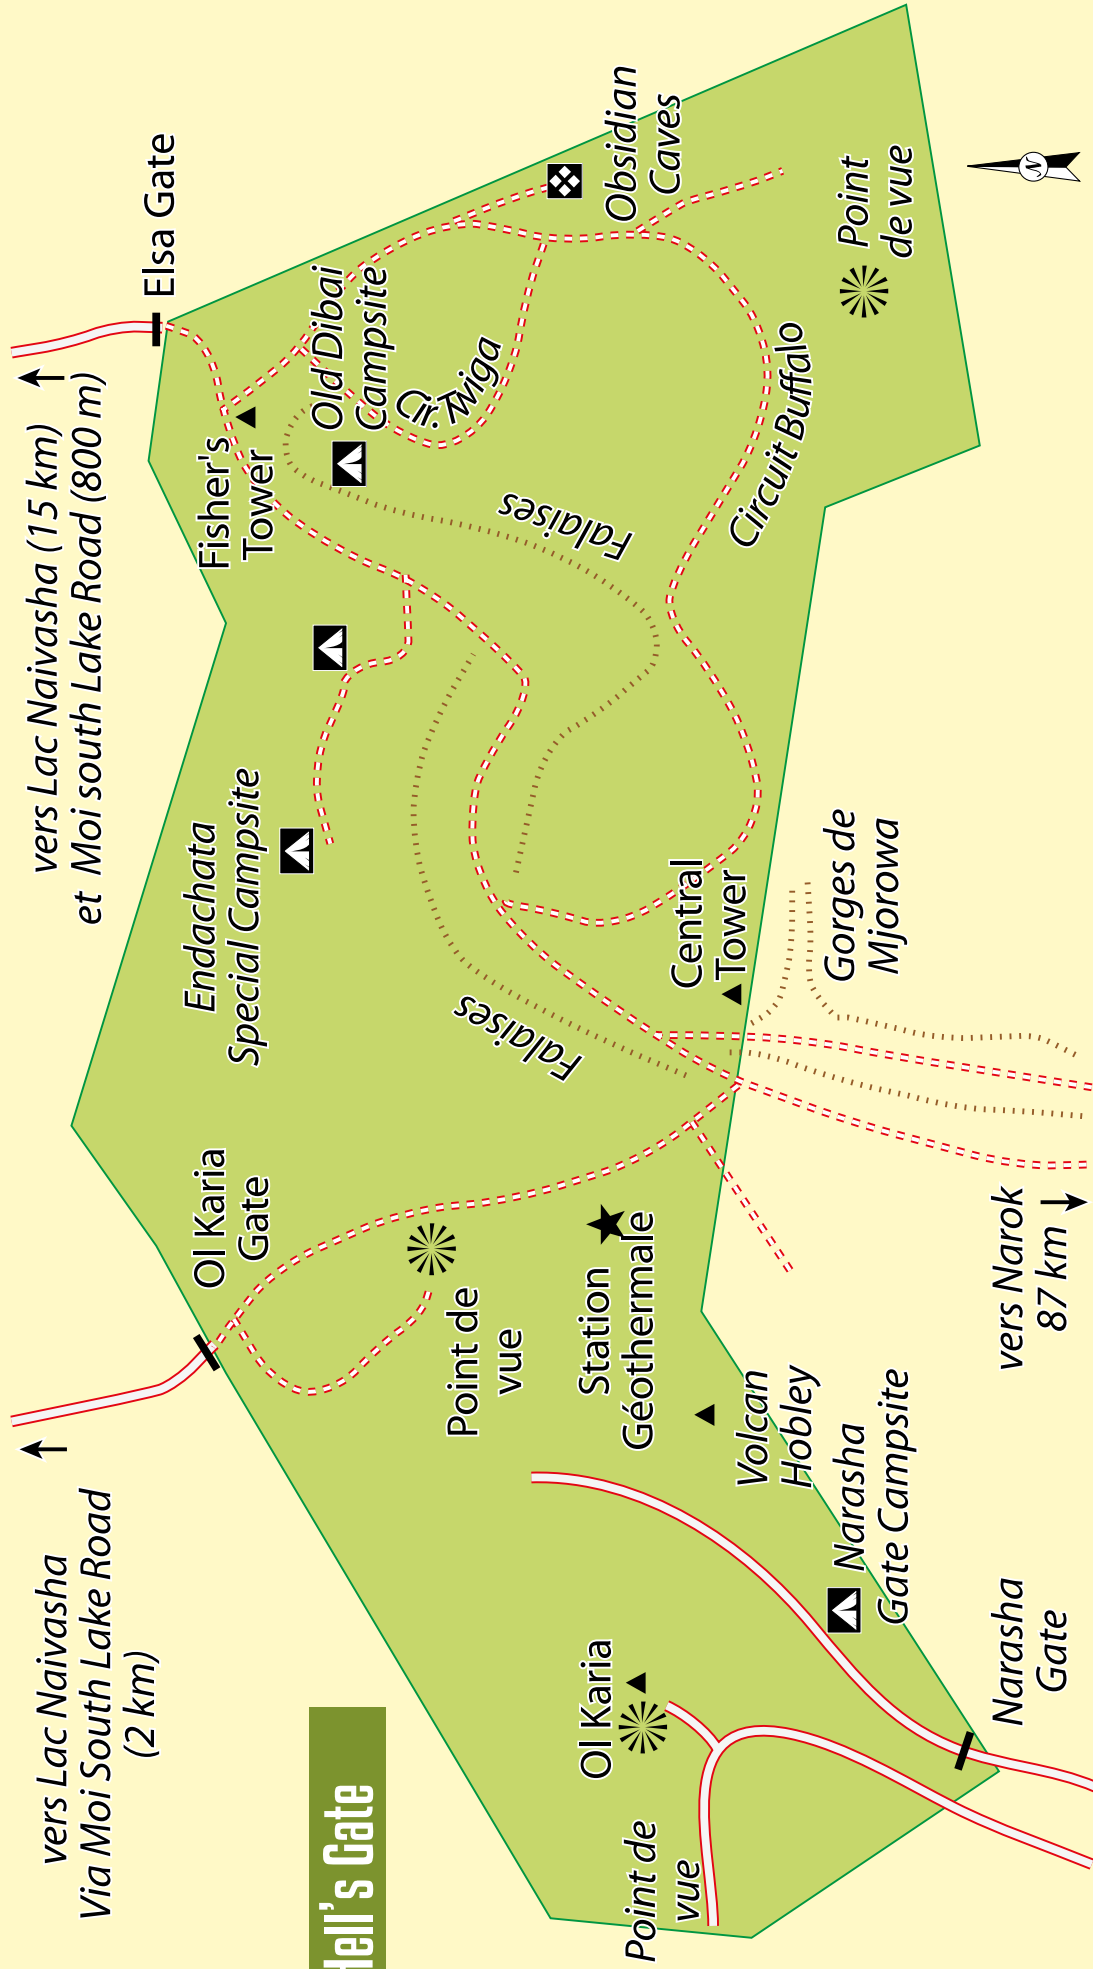 Hell's Gate
vers Lac Naivasha
Via Moi South Lake Road
(2 km)
vers Lac Naivasha (15 km)
et Moi south Lake Road (800 m)
Elsa Gate
Ol Karia
Gate
Endachata
Special Campsite
Fisher's
Tower
Old Dibai
Campsite
Cir. Twiga
Obsidian
Caves
Point
de vue
Circuit Buffalo
Falaises
Falaises
Central
Tower
Gorges de
Mjorowa
Point de
vue
Station
Géothermale
Volcan
Hobley
Narasha
Gate Campsite
Narasha
Gate
Ol Karia
Point de
vue
vers Narok
87 km
N